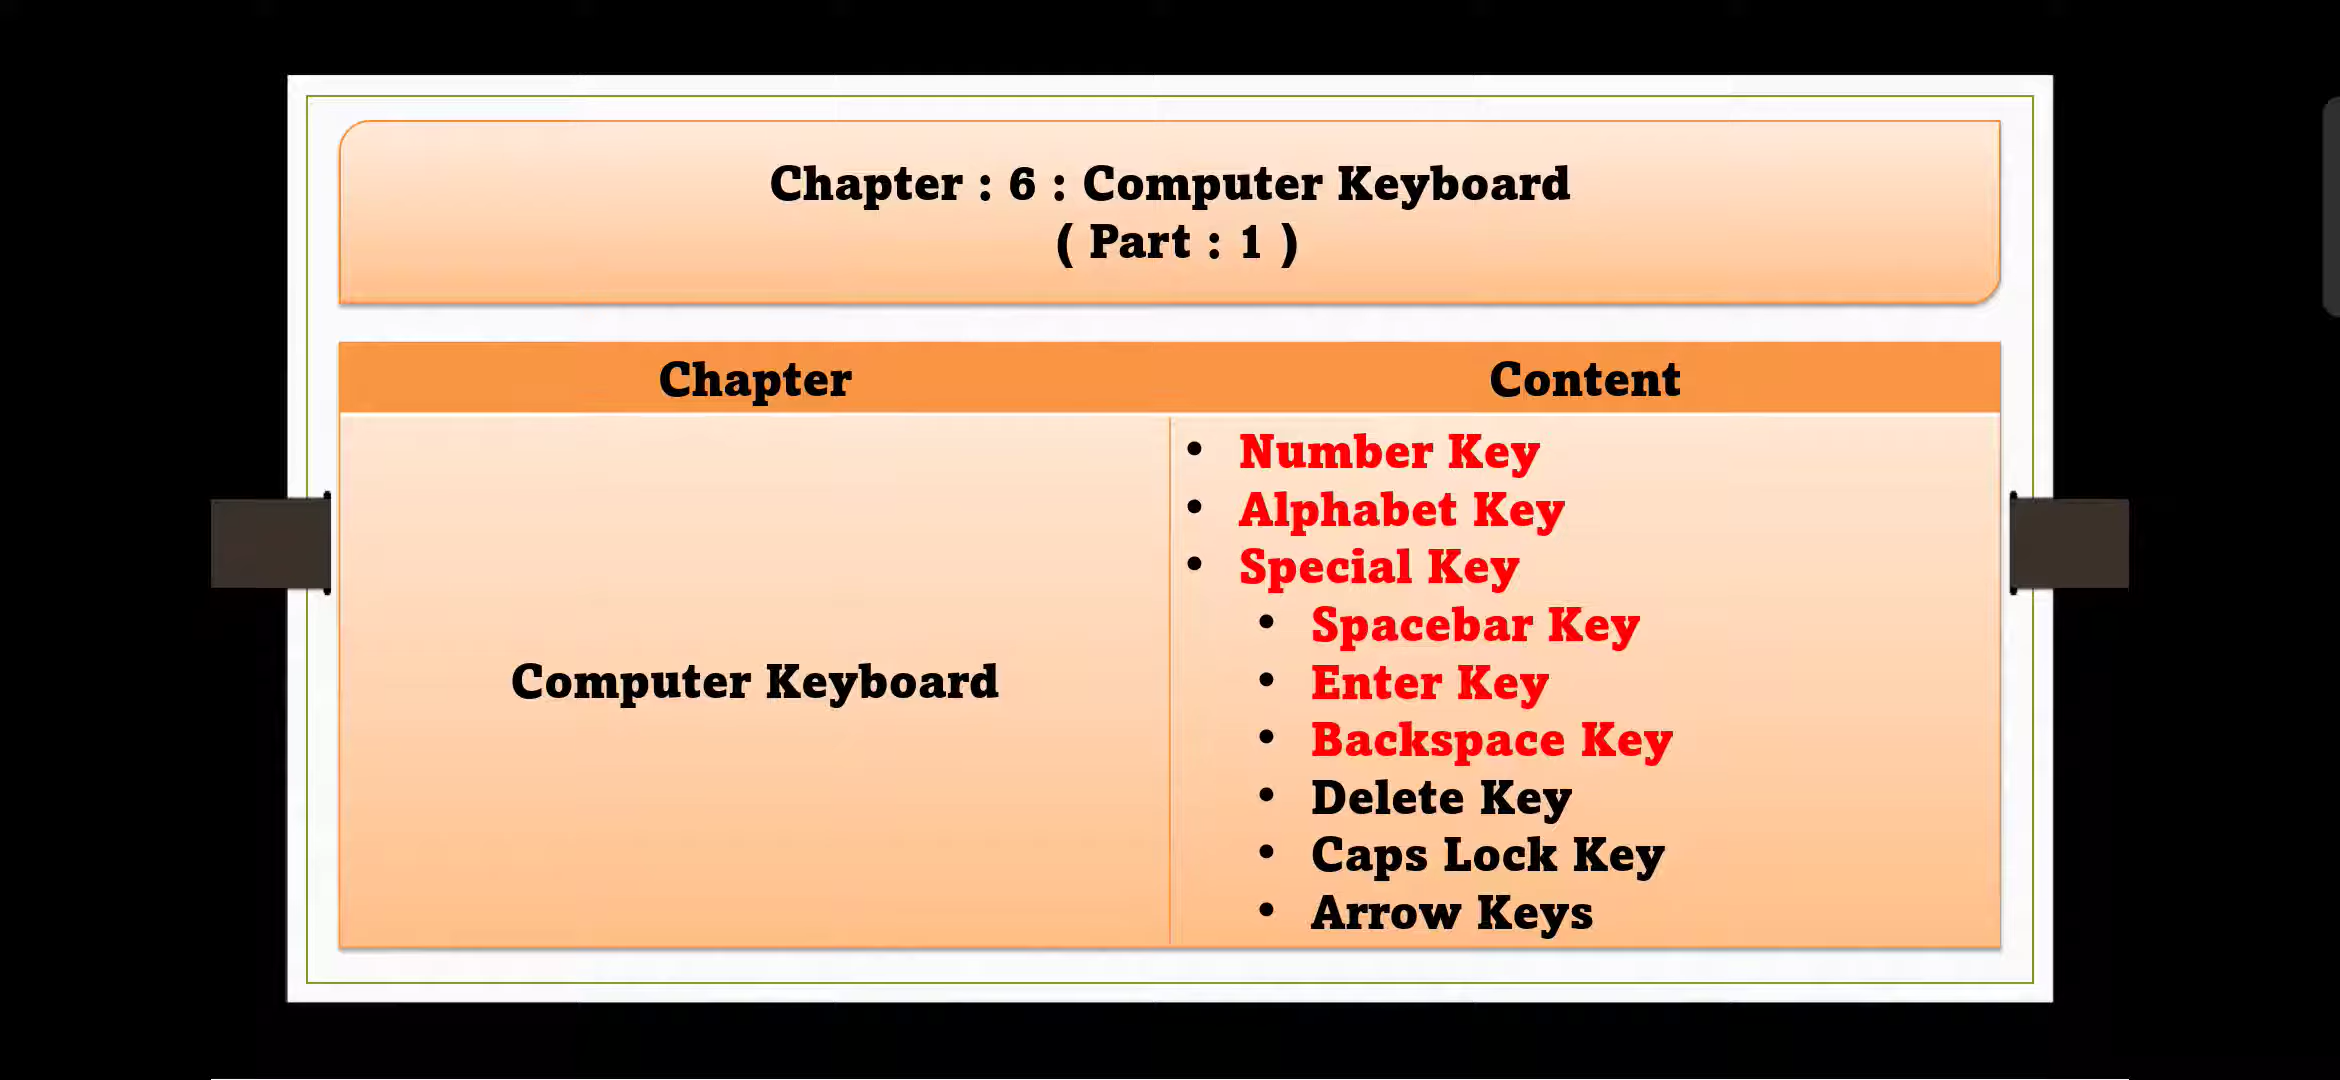 Chapter : 6 : Computer Keyboard
( Part : 1 )
Chapter
Content
Computer Keyboard
• Number Key
• Alphabet Key
• Special Key
• Spacebar Key
• Enter Key
• Backspace Key
• Delete Key
• Caps Lock Key
• Arrow Keys